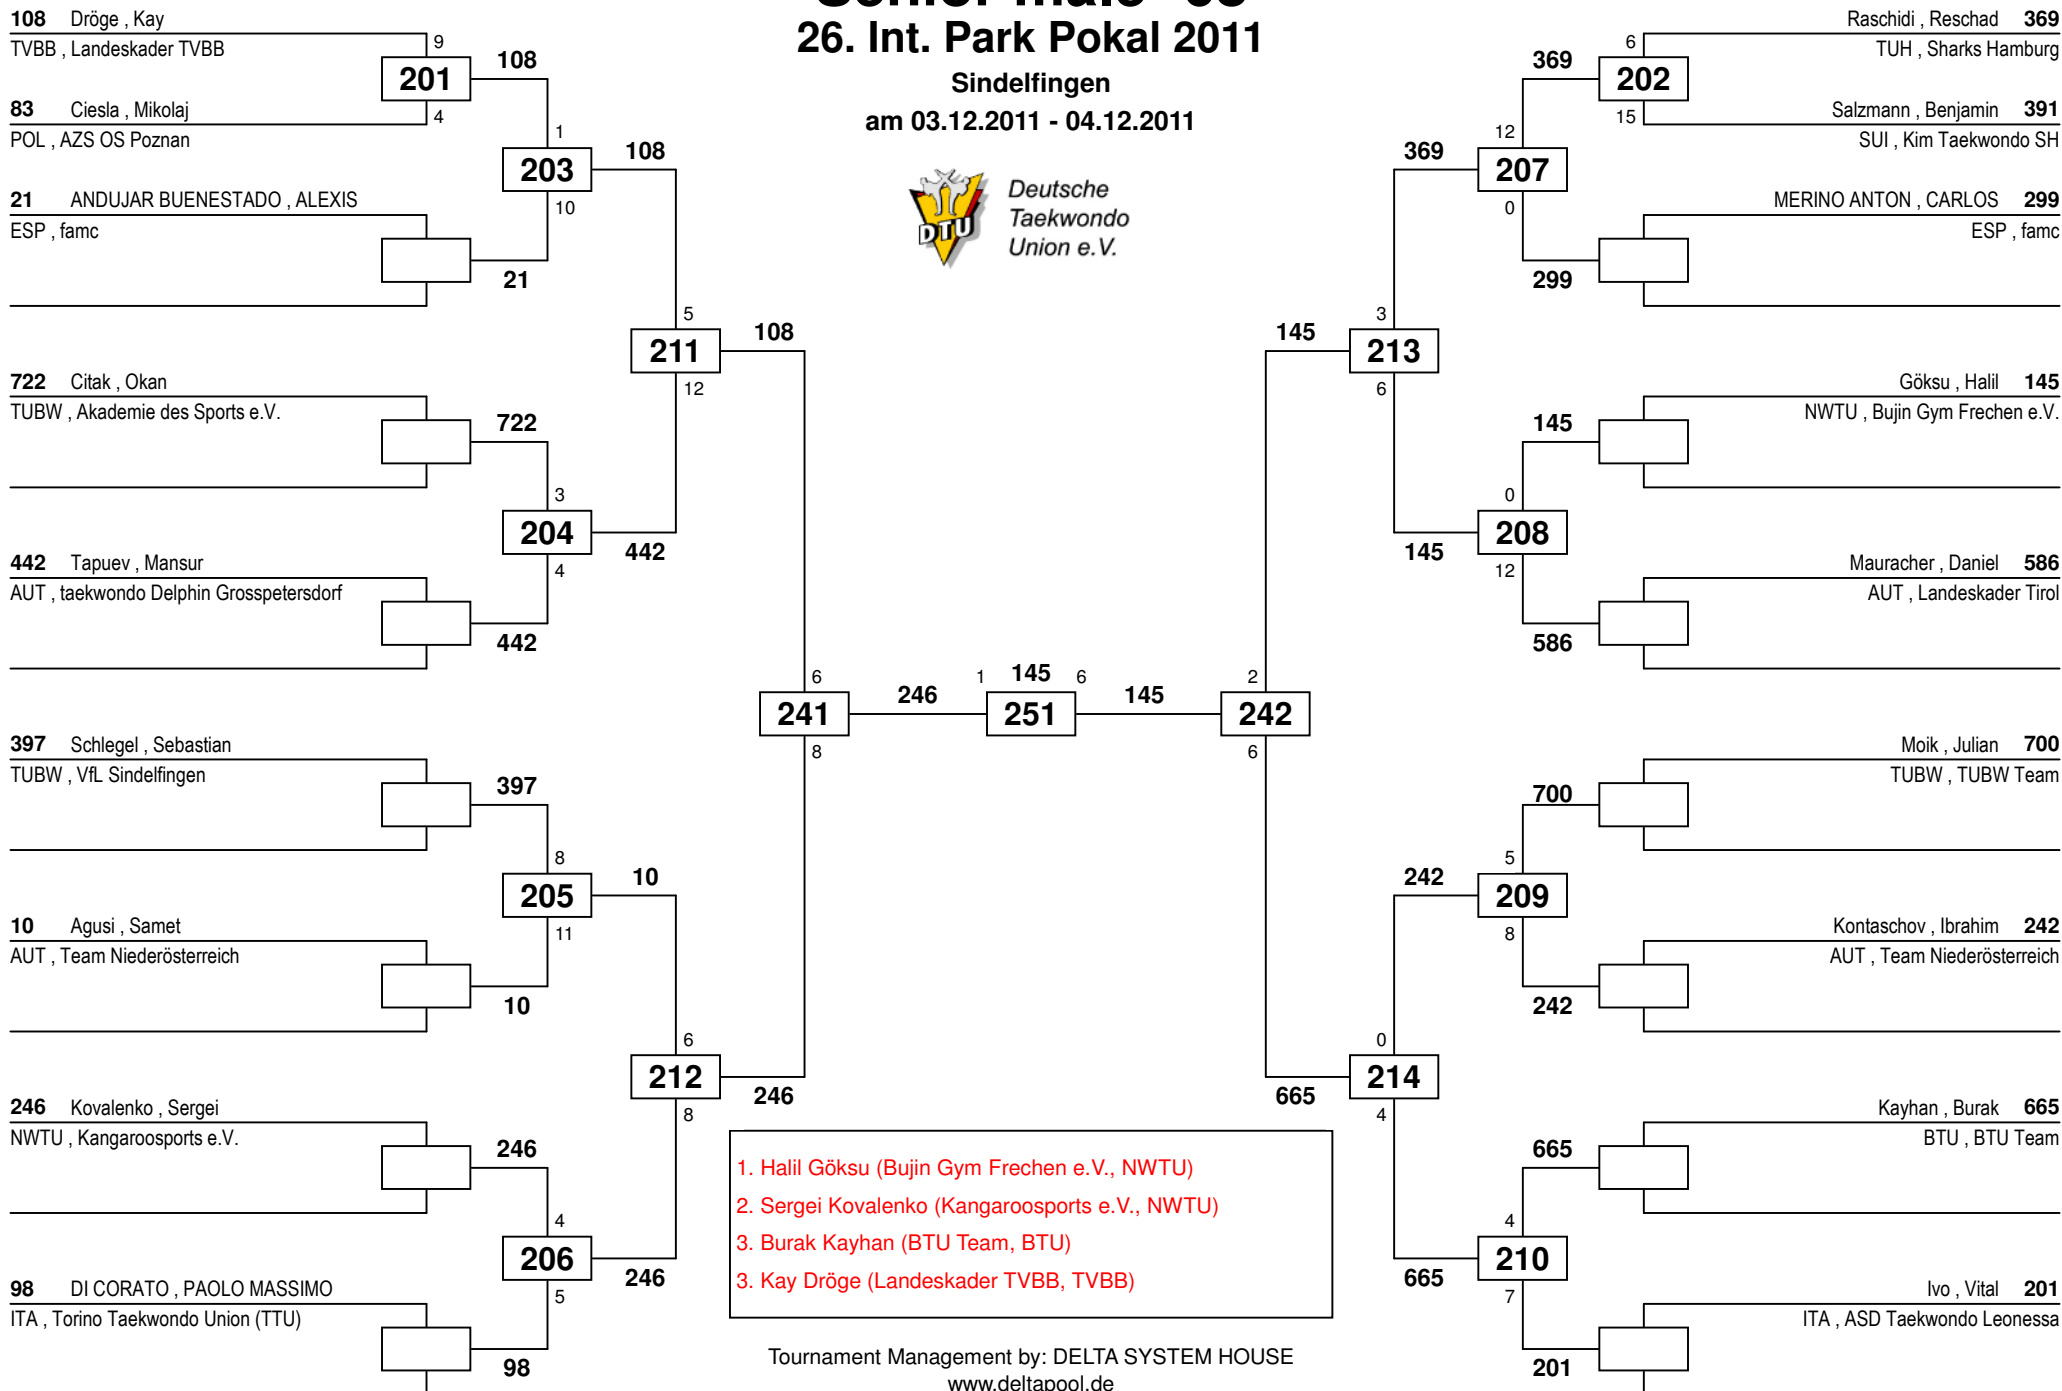 26. Int. Park Pokal 2011
Sindelfingen
am 03.12.2011 - 04.12.2011
DTU
Deutsche
Taekwondo
Union e.V.
108 Dröge , Kay
TVBB , Landeskader TVBB
9
201
108
4
83 Ciesla , Mikolaj
POL , AZS OS Poznan
1
203
108
10
21 ANDUJAR BUENESTADO , ALEXIS
ESP , famc
21
5
211
108
12
722 Citak , Okan
TUBW , Akademie des Sports e.V.
722
3
204
442
4
442 Tapuev , Mansur
AUT , taekwondo Delphin Grosspetersdorf
442
6
241
246
8
397 Schlegel , Sebastian
TUBW , VfL Sindelfingen
397
8
205
10
11
10 Agusi , Samet
AUT , Team Niederösterreich
10
6
212
246
8
246 Kovalenko , Sergei
NWTU , Kangaroosports e.V.
246
4
206
246
5
98 DI CORATO , PAOLO MASSIMO
ITA , Torino Taekwondo Union (TTU)
98
1 145 6
251
145
Raschidi , Reschad 369
TUH , Sharks Hamburg
6
369
202
15
Salzmann , Benjamin 391
SUI , Kim Taekwondo SH
12
369
207
0
MERINO ANTON , CARLOS 299
ESP , famc
299
3
145
213
6
Göksu , Halil 145
NWTU , Bujin Gym Frechen e.V.
145
0
208
145
12
Mauracher , Daniel 586
AUT , Landeskader Tirol
586
2
242
6
Moik , Julian 700
TUBW , TUBW Team
700
5
242
209
8
Kontaschov , Ibrahim 242
AUT , Team Niederösterreich
242
0
214
665
4
Kayhan , Burak 665
BTU , BTU Team
665
4
210
665
7
Ivo , Vital 201
ITA , ASD Taekwondo Leonessa
201
1. Halil Göksu (Bujin Gym Frechen e.V., NWTU)
2. Sergei Kovalenko (Kangaroosports e.V., NWTU)
3. Burak Kayhan (BTU Team, BTU)
3. Kay Dröge (Landeskader TVBB, TVBB)
Tournament Management by: DELTA SYSTEM HOUSE
www.deltapool.de